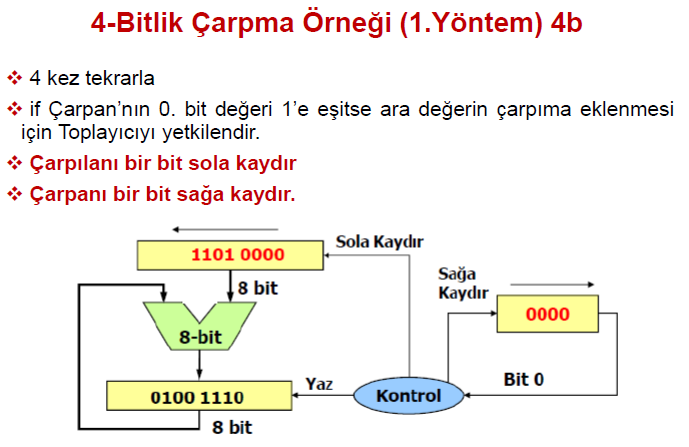 4-Bitlik Çarpma Örneği (1.Yöntem) 4b
❖ 4 kez tekrarla
❖ if Çarpan’nın 0. bit değeri 1’e eşitse ara değerin çarpıma eklenmesi
için Toplayıcıyı yetkilendir.
❖ Çarpılanı bir bit sola kaydır
❖ Çarpanı bir bit sağa kaydır.
1101 0000
Sola Kaydır
8 bit
Sağa
Kaydır
0000
8-bit
0100 1110
Yaz
Kontrol
Bit 0
8 bit